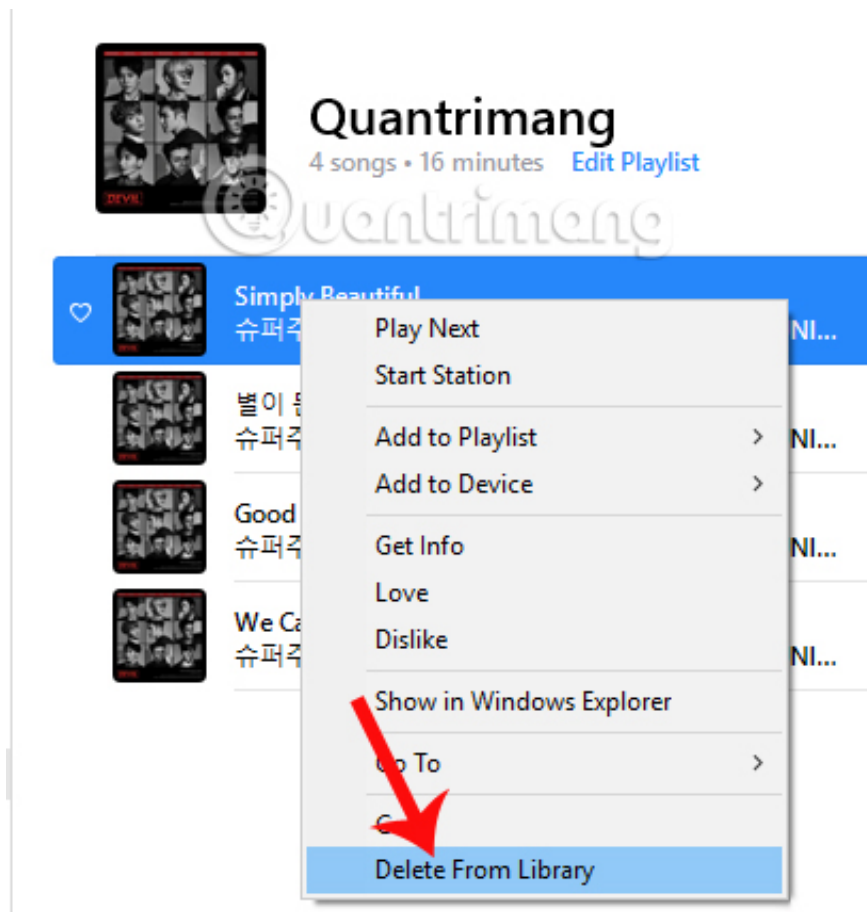 DEVIL
Quantrimang
4 songs • 16 minutes Edit Playlist
Quantrimang
Simply Beautiful
슈퍼주 NI...
별이
슈퍼주 NI...
Good
슈퍼주 NI...
We Ca
슈퍼주 NI...
Play Next
Start Station
Add to Playlist
Add to Device
Get Info
Love
Dislike
Show in Windows Explorer
Go To
Delete From Library